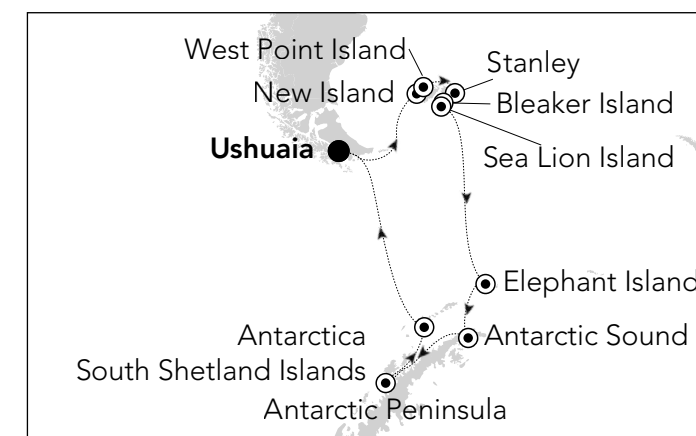 West Point Island
Stanley
New Island
Bleaker Island
Ushuaia
Sea Lion Island
Elephant Island
Antarctica
Antarctic Sound
South Shetland Islands
Antarctic Peninsula